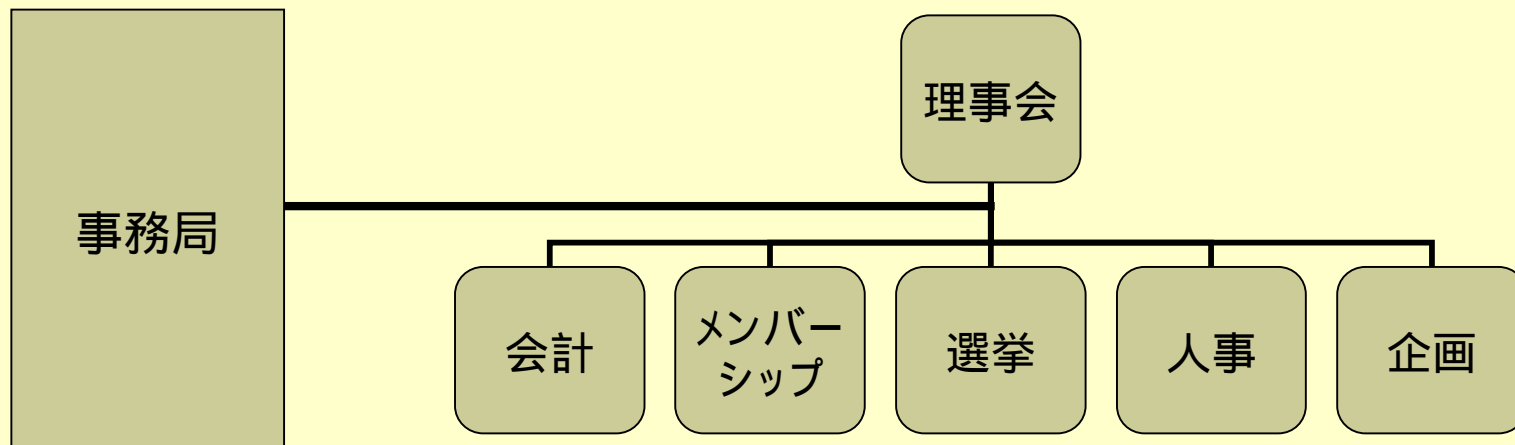 理事会
事務局
会計
メンバー
シップ
選挙
人事
企画